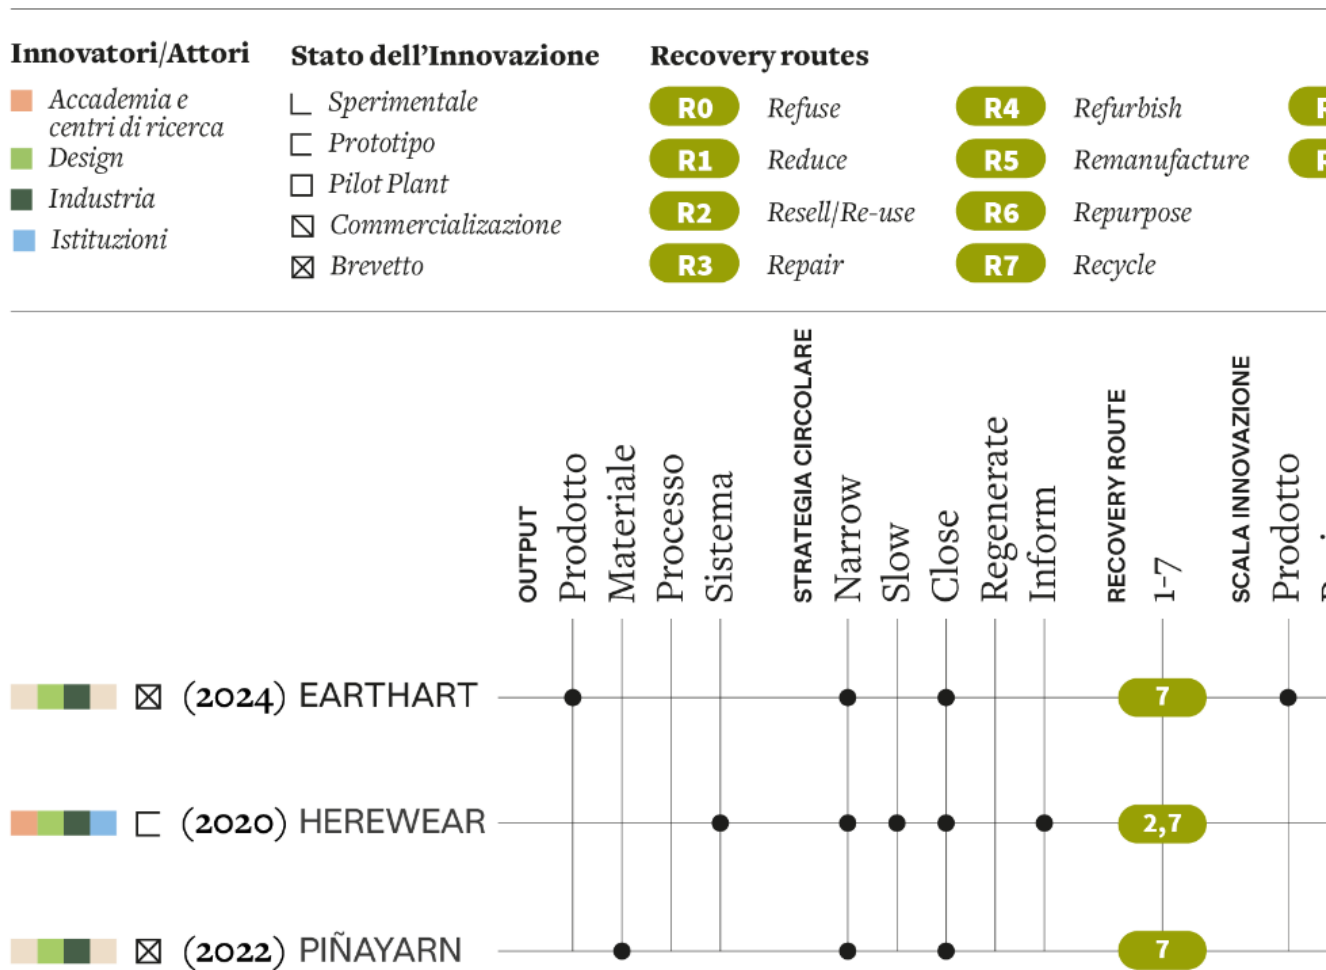 Innovatori/Attori
Accademia e
centri di ricerca
Design
Industria
Istituzioni
Stato dell'Innovazione
Sperimentale
Prototipo
Pilot Plant
Commercializazione
Brevetto
Recovery routes
R0 Refuse
R1 Reduce
R2 Resell/Re-use
R3 Repair
R4 Refurbish
R5 Remanufacture
R6 Repurpose
R7 Recycle
OUTPUT
Prodotto
Materiale
Processo
Sistema
STRATEGIA CIRCOLARE
Narrow
Slow
Close
Regenerate
Inform
RECOVERY ROUTE
1-7
SCALA INNOVAZIONE
Prodotto
(2024) EARTHART 7
(2020) HEREWEAR 2,7
(2022) PIÑAYARN 7